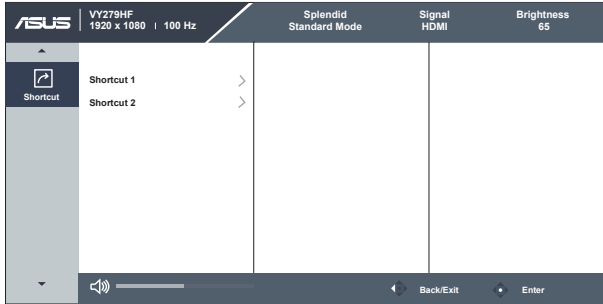 ASUS
VY279HF
1920 x 1080 | 100 Hz
Splendid
Standard Mode
Signal
HDMI
Brightness
65
Shortcut
Shortcut 1
Shortcut 2
Back/Exit
Enter